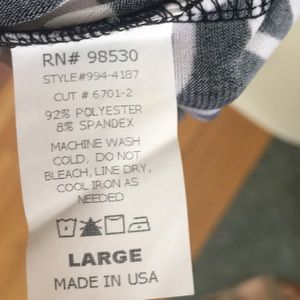 RN# 98530
STYLE#994-4187
CUT # 6701-2
92% POLYESTER
8% SPANDEX
MACHINE WASH
COLD, DO NOT
BLEACH, LINE DRY,
COOL IRON AS
NEEDED
LARGE
MADE IN USA